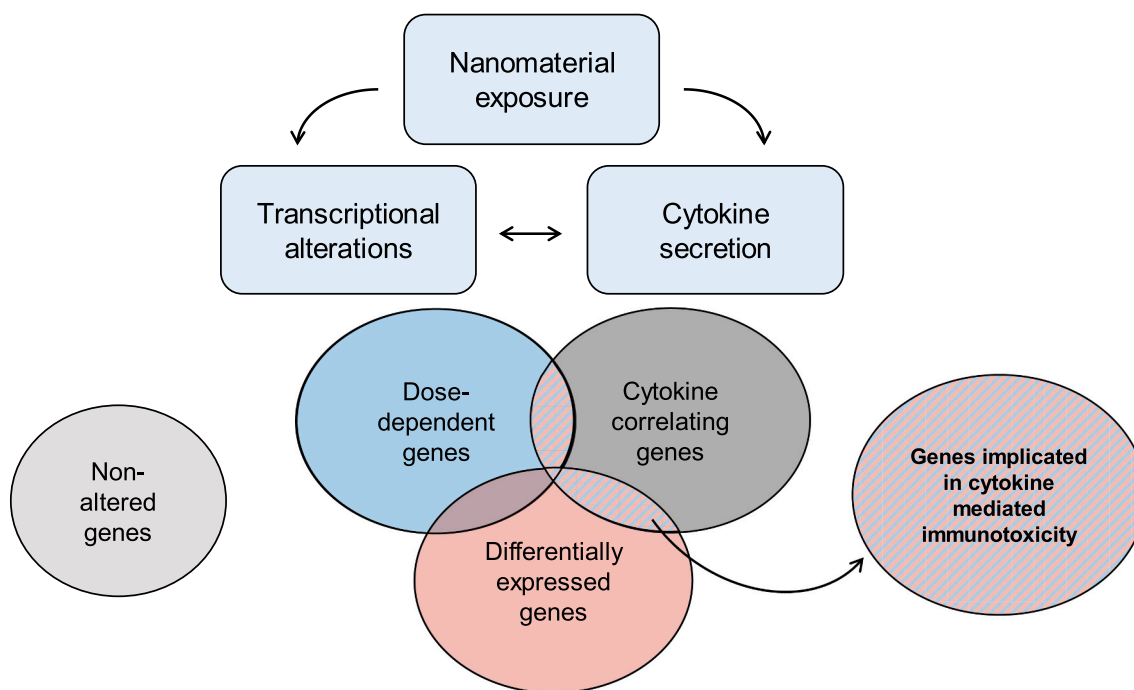 Nanomaterial
exposure
Transcriptional
alterations
Cytokine
secretion
Dose-
dependent
genes
Cytokine
correlating
genes
Non-
altered
genes
Differentially
expressed
genes
Genes implicated
in cytokine
mediated
immunotoxicity